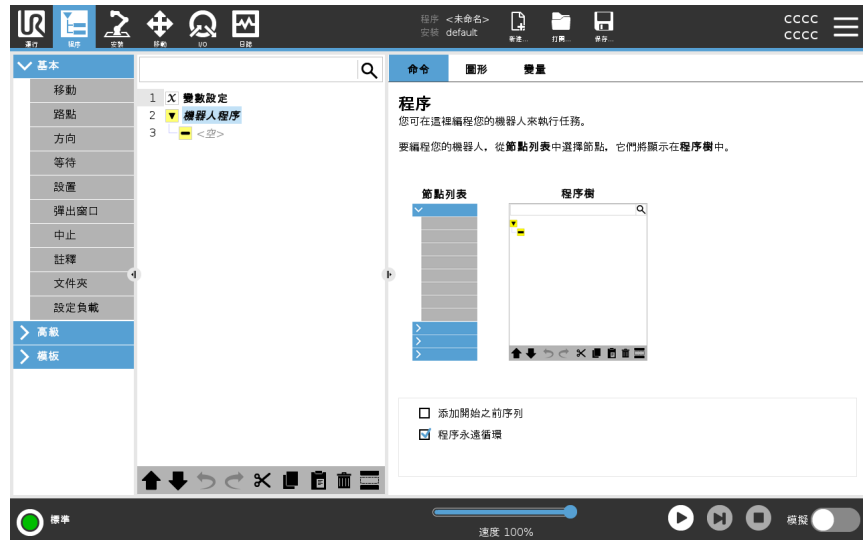 UR
運行
程序
安裝
移動
I/O
日誌
程序 <未命名>
安裝 default
新建...
打開...
保存...
cccc
cccc
基本
移動
路點
方向
等待
設置
彈出窗口
中止
註釋
文件夾
設定負載
高級
模板
1 X 變數設定
2 機器人程序
3 <空>
命令 圖形 變量
程序
您可在這裡編程您的機器人來執行任務。
要編程您的機器人，從節點列表中選擇節點，它們將顯示在程序樹中。
節點列表 程序樹
添加開始之前序列
程序永遠循環
標準
速度 100%
模擬